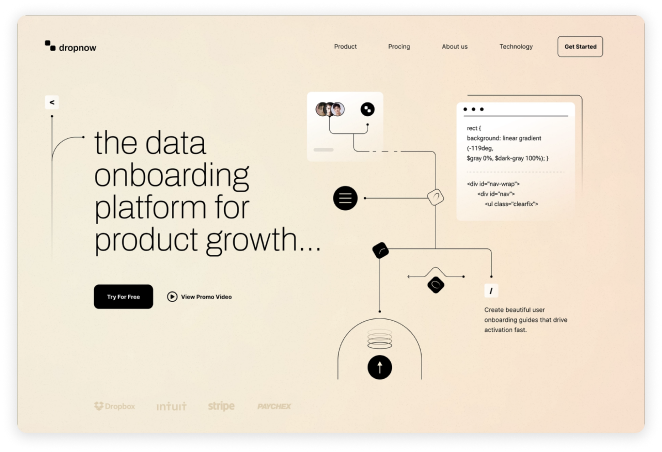 dropnow
Product
Procing
About us
Technology
Get Started
<
the data
onboarding
platform for
product growth...
Try For Free
View Promo Video
rect {
background: linear gradient
(-119deg,
$gray 0%, $dark-gray 100%); }
<div id="nav-wrap">
<div id="nav">
<ul class="clearfix">
/
Create beautiful user
onboarding guides that drive
activation fast.
Dropbox
intuit
stripe
PAYONEX